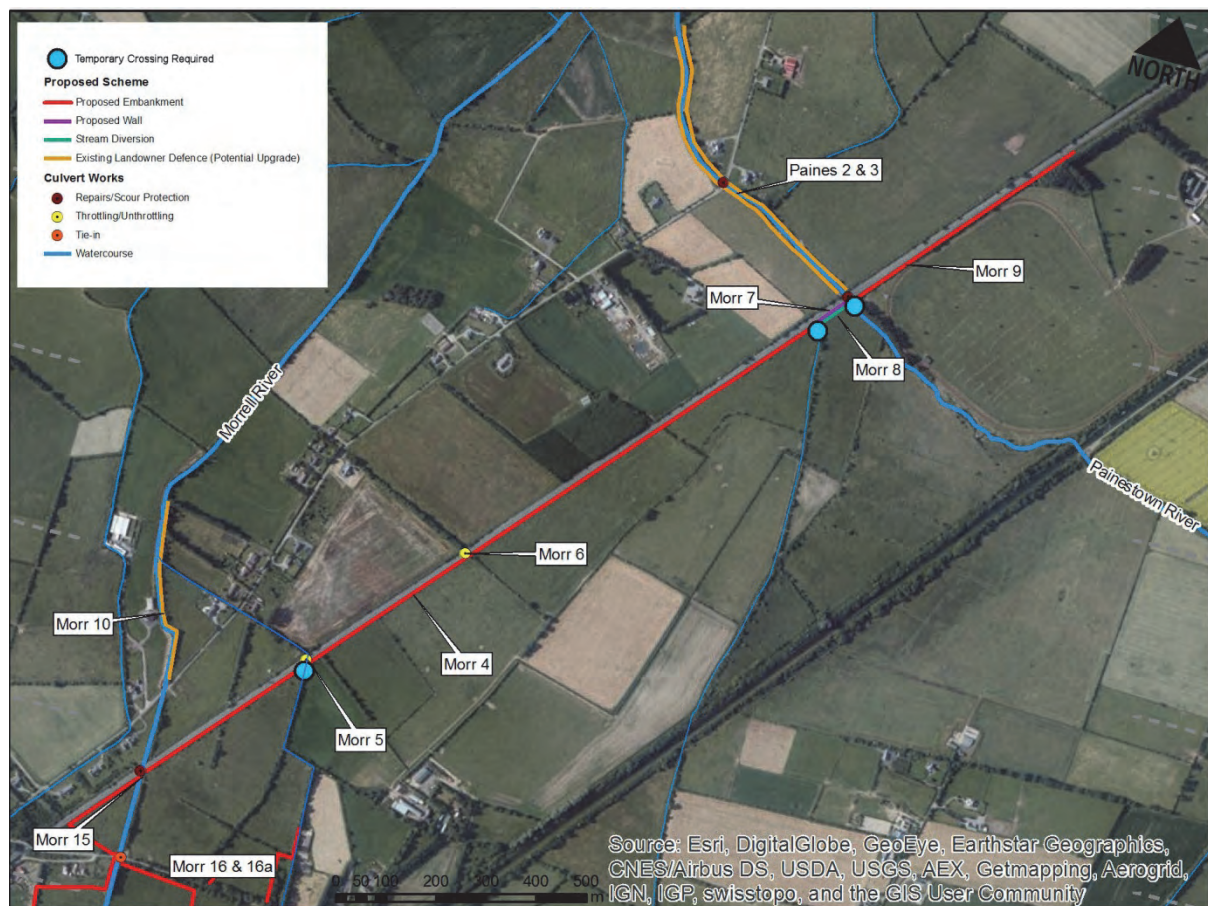 Temporary Crossing Required
Proposed Scheme
Proposed Embankment
Proposed Wall
Stream Diversion
Existing Landowner Defence (Potential Upgrade)
Culvert Works
Repairs/Scour Protection
Throttling/Unthrottling
Tie-in
Watercourse
NORTH
Paines 2 & 3
Morr 9
Morr 7
Morr 8
Morrell River
Painestown River
Morr 6
Morr 10
Morr 4
Morr 5
Morr 15
Morr 16 & 16a
0 50 100 200 300 400 500
m
Source: Esri, DigitalGlobe, GeoEye, Earthstar Geographics,
CNES/Airbus DS, USDA, USGS, AEX, Getmapping, Aerogrid,
IGN, IGP, swisstopo, and the GIS User Community